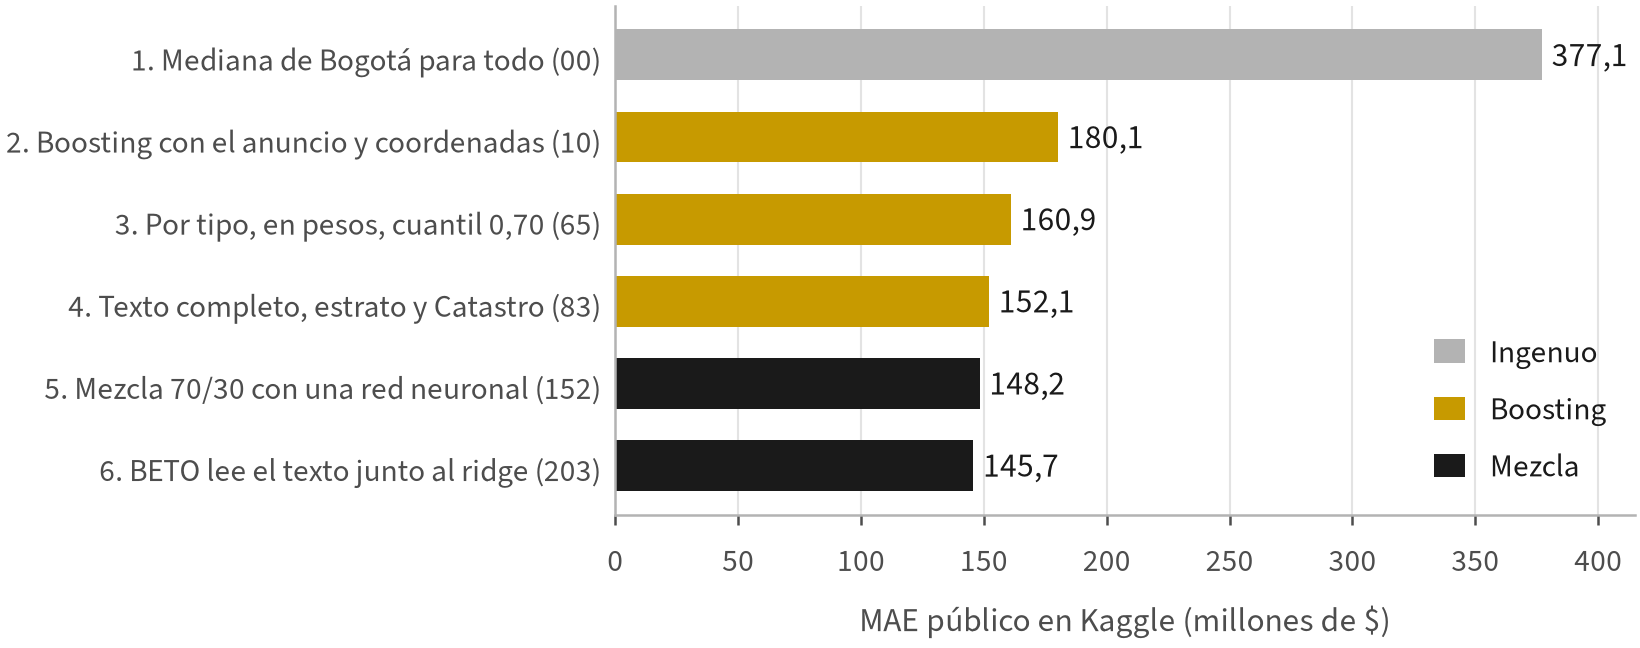 1. Mediana de Bogotá para todo (00)
377,1
2. Boosting con el anuncio y coordenadas (10)
180,1
3. Por tipo, en pesos, cuantil 0,70 (65)
160,9
4. Texto completo, estrato y Catastro (83)
152,1
5. Mezcla 70/30 con una red neuronal (152)
148,2
6. BETO lee el texto junto al ridge (203)
145,7
Ingenuo
Boosting
Mezcla
0 50 100 150 200 250 300 350 400
MAE público en Kaggle (millones de $)